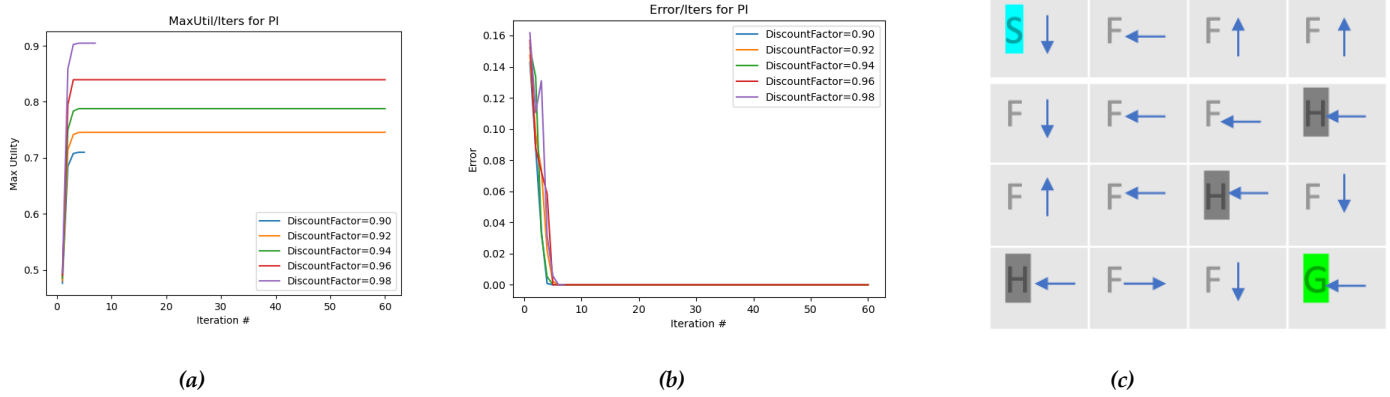 MaxUtil/Iters for PI
Max Utility
0.9
0.8
0.7
0.6
0.5
DiscountFactor=0.90
DiscountFactor=0.92
DiscountFactor=0.94
DiscountFactor=0.96
DiscountFactor=0.98
0 10 20 30 40 50 60
Iteration #
(a)
Error/Iters for PI
Error
0.16
0.14
0.12
0.10
0.08
0.06
0.04
0.02
0.00
DiscountFactor=0.90
DiscountFactor=0.92
DiscountFactor=0.94
DiscountFactor=0.96
DiscountFactor=0.98
0 10 20 30 40 50 60
Iteration #
(b)
S F F F
F F F H
F F H F
H F F G
(c)